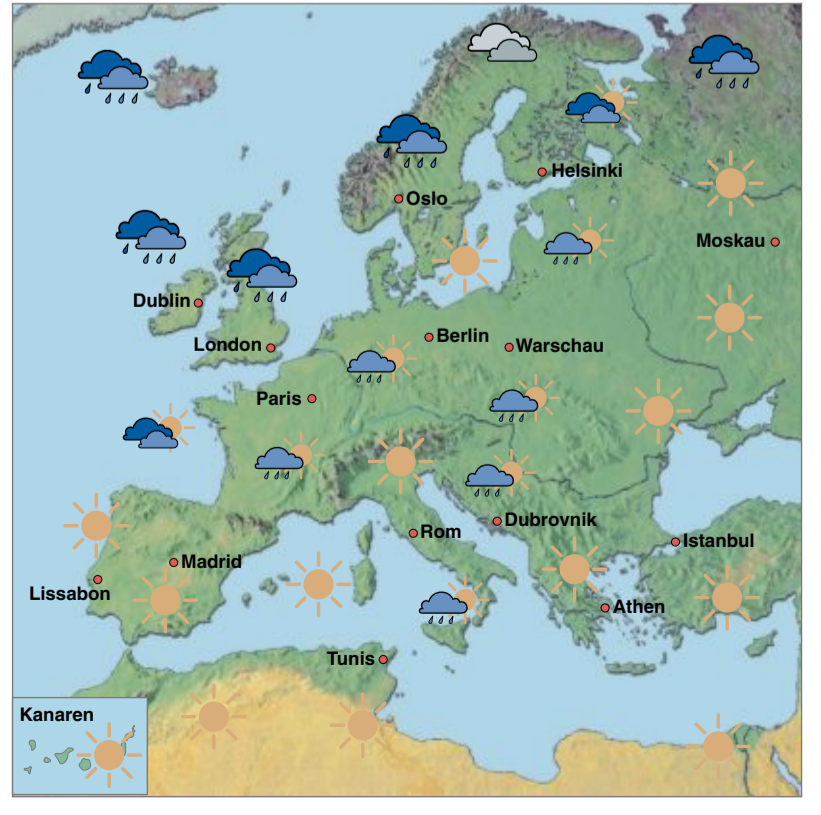 Helsinki
Oslo
Moskau
Dublin
London
Berlin
Warschau
Paris
Dubrovnik
Rom
Istanbul
Madrid
Lissabon
Athen
Tunis
Kanaren